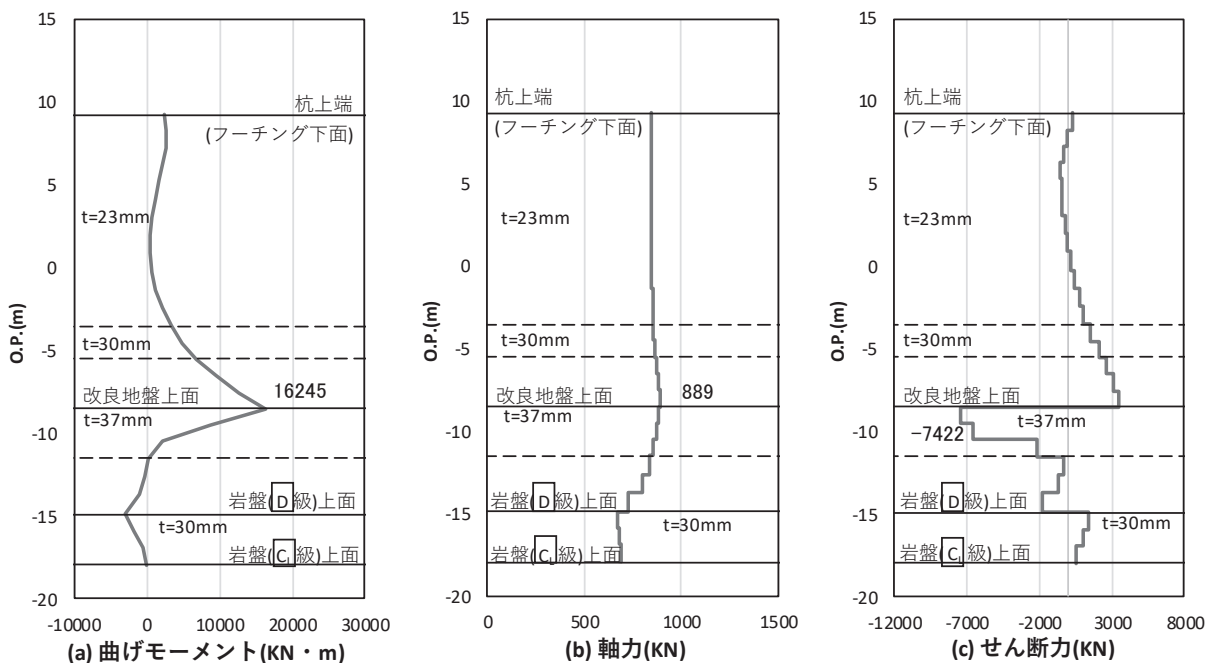 15
10
5
0
-5
-10
-15
-20
O.P.(m)
杭上端
(フーチング下面)
t=23mm
t=30mm
改良地盤上面
16245
t=37mm
岩盤(D級)上面
t=30mm
岩盤(CL級)上面
-10000 0 10000 20000 30000
(a) 曲げモーメント(KN・m)
15
10
5
0
-5
-10
-15
-20
O.P.(m)
杭上端
(フーチング下面)
t=23mm
t=30mm
改良地盤上面
889
t=37mm
岩盤(D級)上面
t=30mm
岩盤(CL級)上面
0 500 1000 1500
(b) 軸力(KN)
15
10
5
0
-5
-10
-15
-20
O.P.(m)
杭上端
(フーチング下面)
t=23mm
t=30mm
改良地盤上面
t=37mm
−7422
岩盤(D級)上面
t=30mm
岩盤(CL級)上面
-12000 -7000 -2000 3000 8000
(c) せん断力(KN)